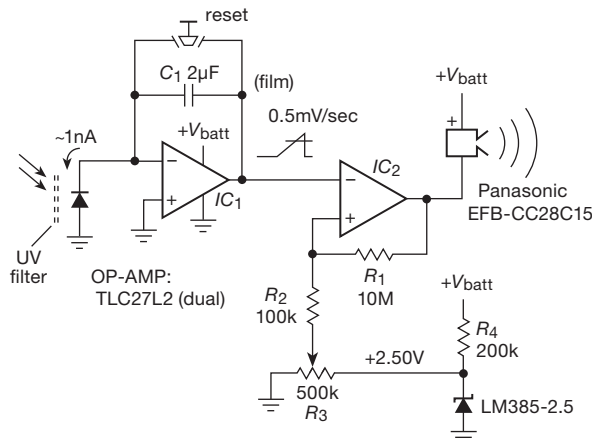 reset
C₁ 2μF
(film)
+Vbatt
~1nA
+Vbatt
0.5mV/sec
−
+
IC₁
−
+
IC₂
+
Panasonic
EFB-CC28C15
UV
filter
OP-AMP:
TLC27L2 (dual)
R₁
10M
R₂
100k
+Vbatt
R₄
200k
+2.50V
500k
R₃
LM385-2.5